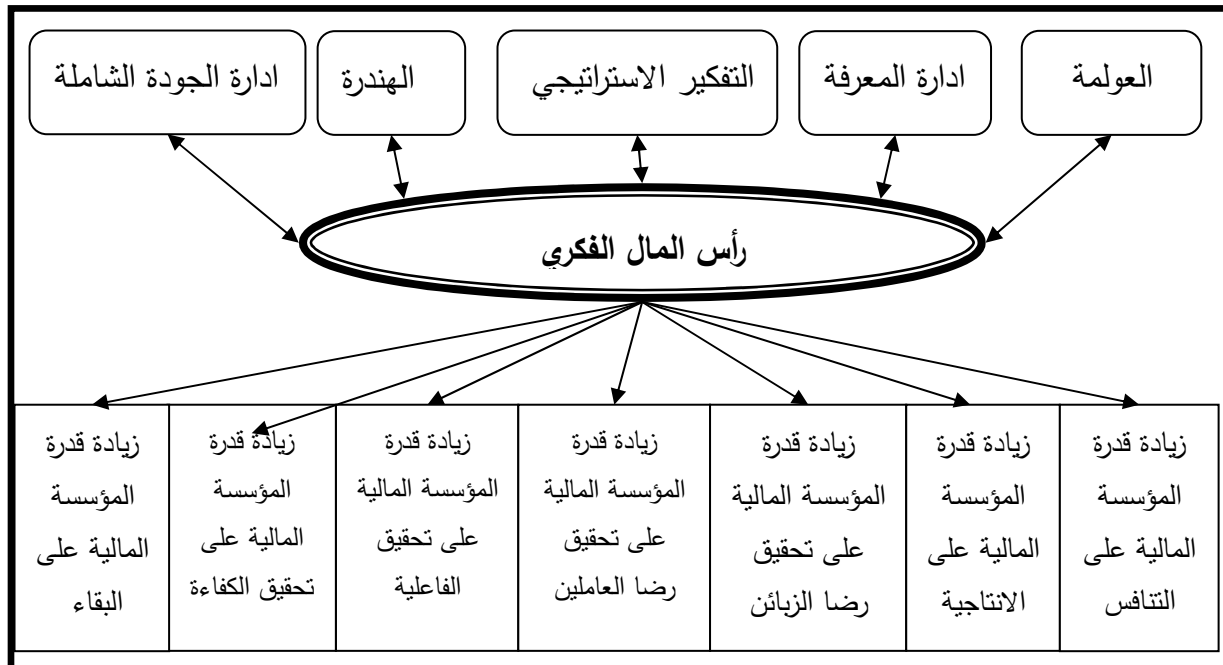 العولمة
ادارة المعرفة
التفكير الاستراتيجي
الهندرة
ادارة الجودة الشاملة
رأس المال الفكري
زيادة قدرة
المؤسسة
المالية على
التنافس
زيادة قدرة
المؤسسة
المالية على
الانتاجية
زيادة قدرة
المؤسسة المالية
على تحقيق
رضا الزبائن
زيادة قدرة
المؤسسة المالية
على تحقيق
رضا العاملين
زيادة قدرة
المؤسسة المالية
على تحقيق
الفاعلية
زيادة قدرة
المؤسسة
المالية على
تحقيق الكفاءة
زيادة قدرة
المؤسسة
المالية على
البقاء